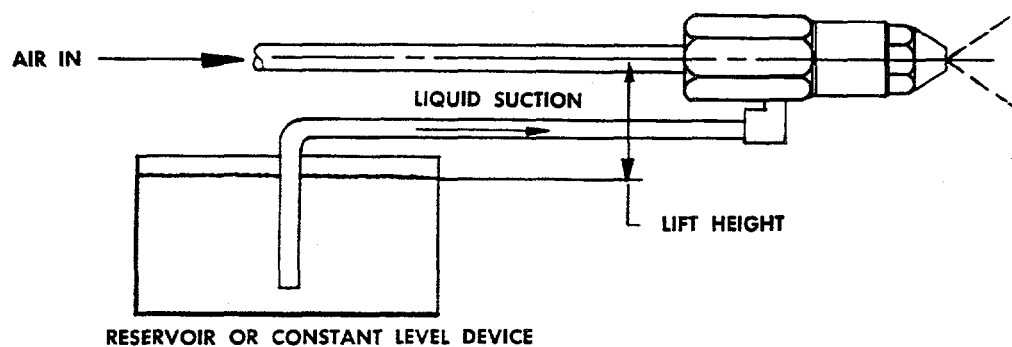 AIR IN
LIQUID SUCTION
LIFT HEIGHT
RESERVOIR OR CONSTANT LEVEL DEVICE